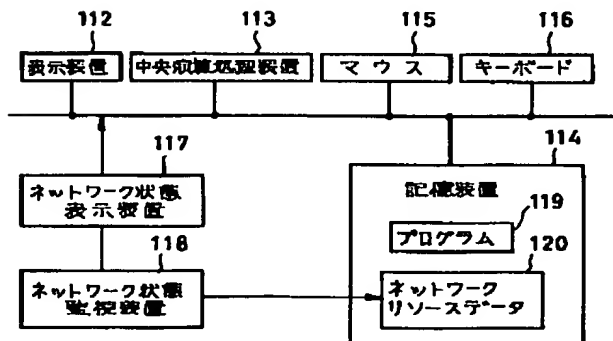 112
113
115
116
表示装置
中央演算処理装置
マウス
キーボード
117
114
ネットワーク状態
表示装置
記憶装置
119
プログラム
118
120
ネットワーク状態
監視装置
ネットワーク
リソースデータ